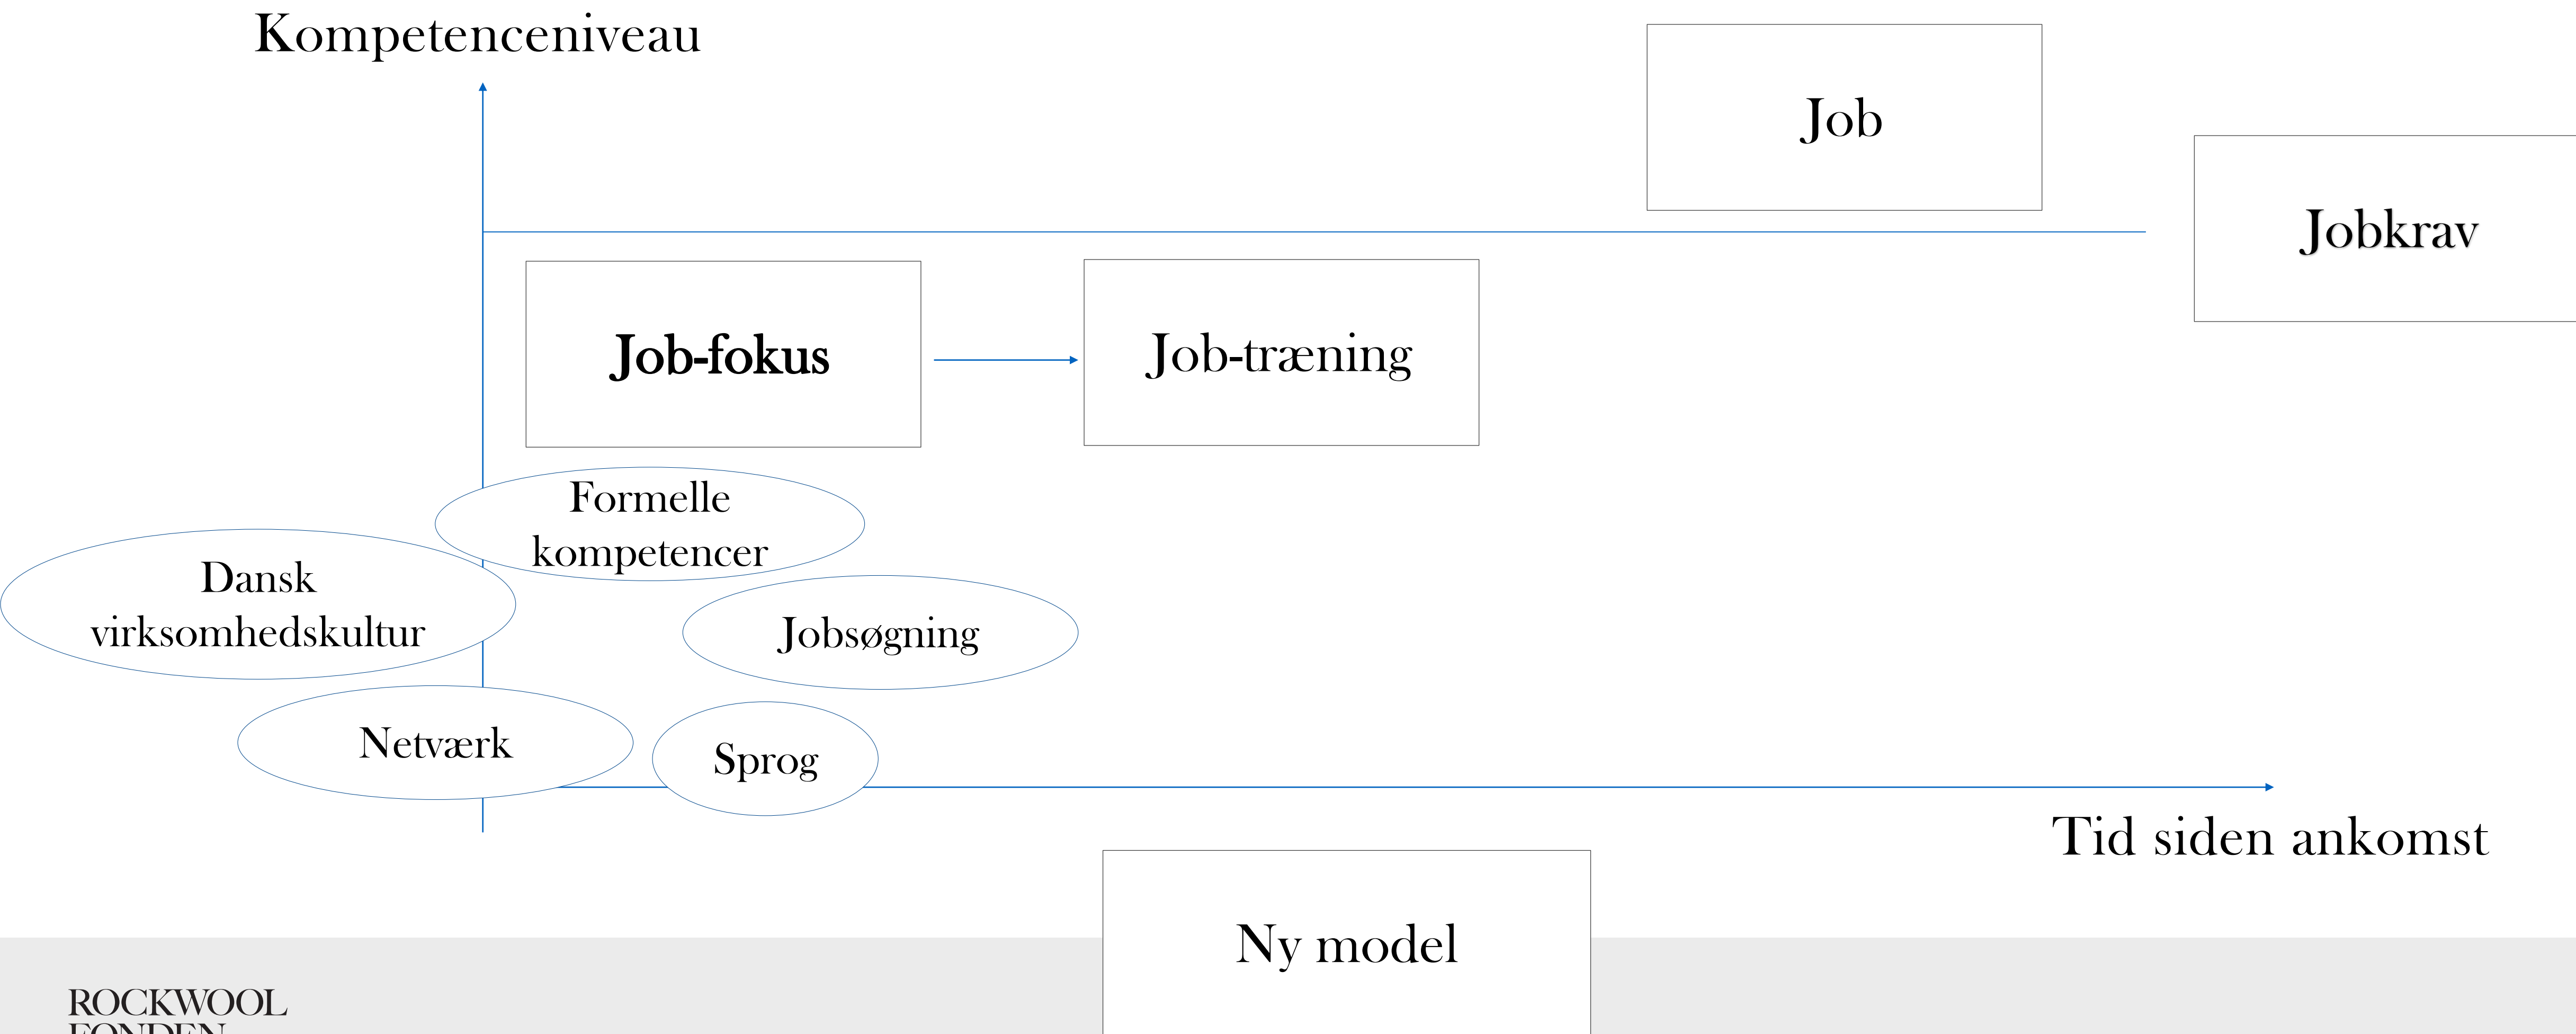 Kompetenceniveau
Job
Jobkrav
Job-fokus
Job-træning
Formelle
kompetencer
Dansk
virksomhedskultur
Jobsøgning
Netværk
Sprog
Tid siden ankomst
Ny model
ROCKWOOL
FONDEN